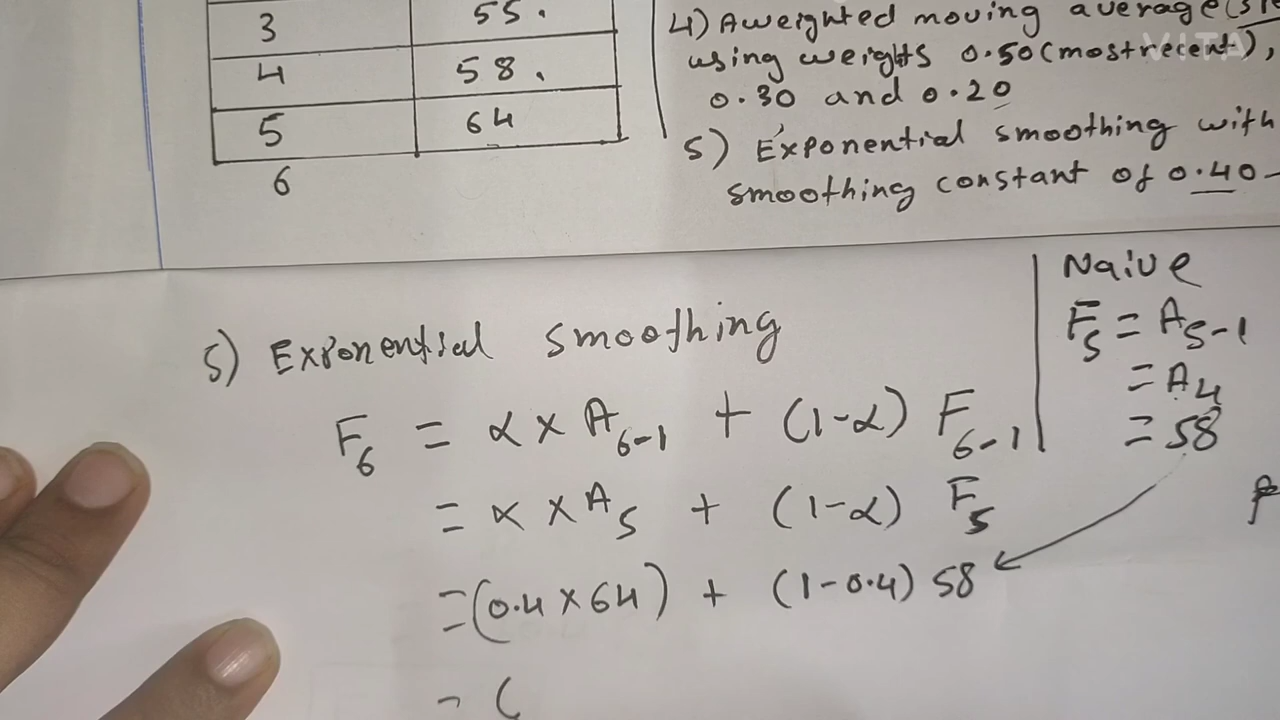 3 55.
4 58.
5 64
6
4) A weighted moving average
using weights 0.50 (most recent),
0.30 and 0.20
5) Exponential smoothing with
smoothing constant of 0.40-
VITA
5) Exponential smoothing
F₆ = α × A₆₋₁ + (1-α) F₆₋₁
= α × A₅ + (1-α) F₅
= (0.4 × 64) + (1-0.4) 58
= (
Naive
F₅ = A₅₋₁
= A₄
= 58